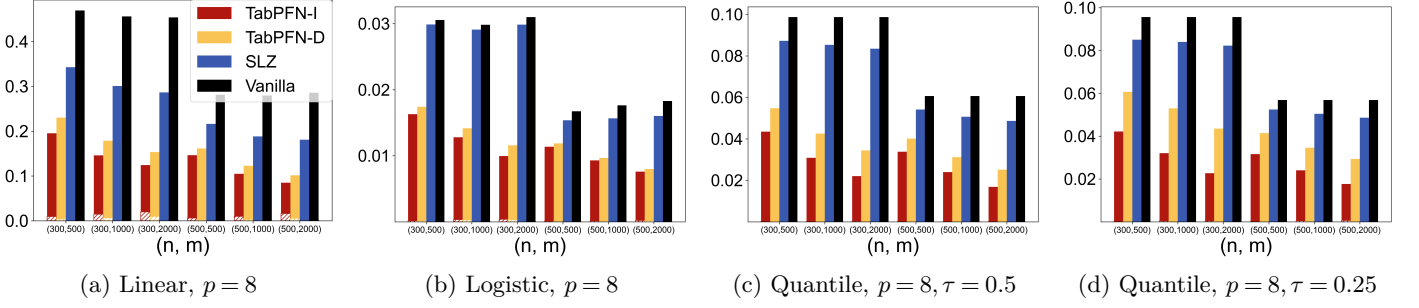 0.4
0.3
0.2
0.1
0.0
(300,500) (300,1000) (300,2000) (500,500) (500,1000) (500,2000)
(n, m)
TabPFN-I
TabPFN-D
SLZ
Vanilla
(a) Linear, p = 8
0.03
0.02
0.01
(300,500) (300,1000) (300,2000) (500,500) (500,1000) (500,2000)
(n, m)
(b) Logistic, p = 8
0.10
0.08
0.06
0.04
0.02
(300,500) (300,1000) (300,2000) (500,500) (500,1000) (500,2000)
(n, m)
(c) Quantile, p = 8, τ = 0.5
0.10
0.08
0.06
0.04
0.02
(300,500) (300,1000) (300,2000) (500,500) (500,1000) (500,2000)
(n, m)
(d) Quantile, p = 8, τ = 0.25